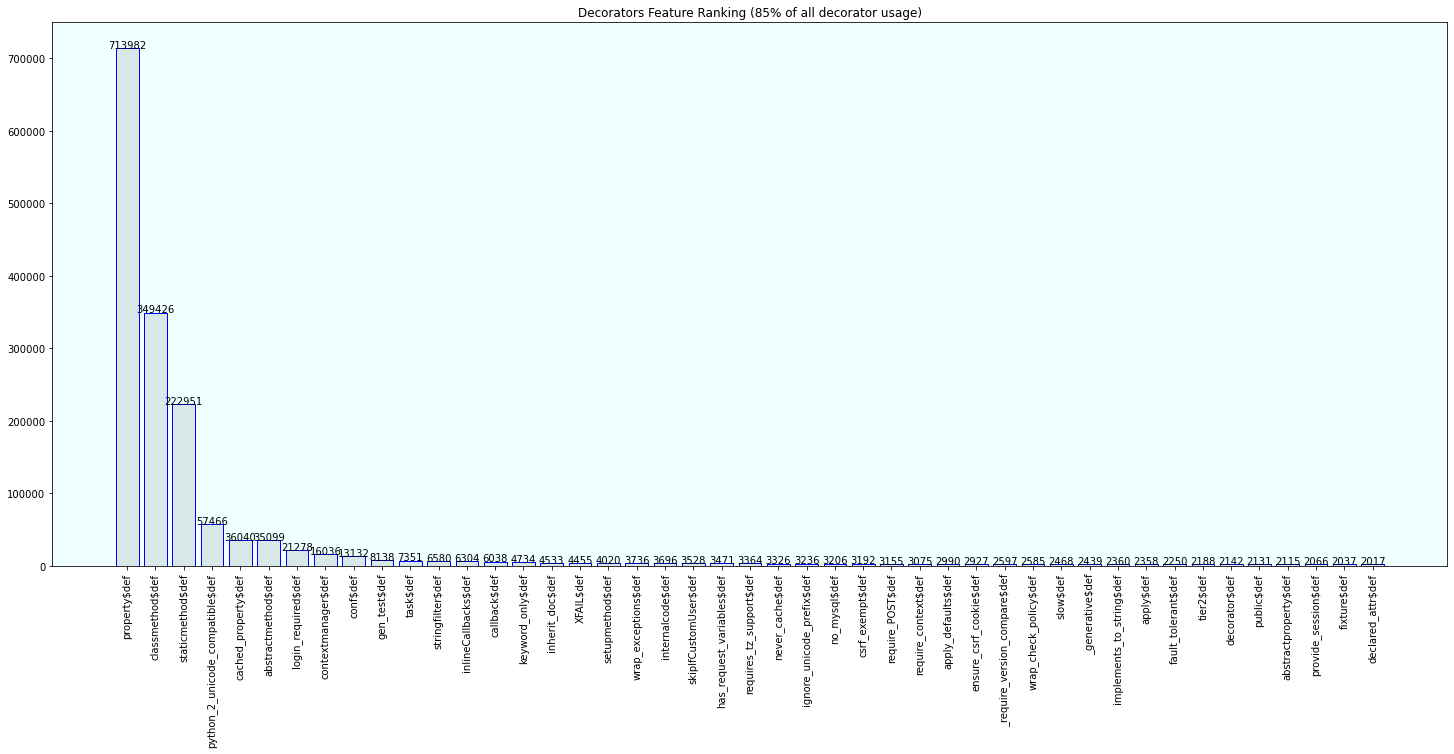 Decorators Feature Ranking (85% of all decorator usage)
700000
600000
500000
400000
300000
200000
100000
0
713982
349426
222951
57466
36040
35099
21278
16036
13132
8138
7351
6580
6304
6038
4734
4533
4455
4020
3736
3696
3528
3471
3364
3326
3236
3206
3192
3155
3075
2990
2927
2597
2585
2468
2439
2360
2358
2250
2188
2142
2131
2115
2066
2037
2017
property$def
classmethod$def
staticmethod$def
python_2_unicode_compatible$def
cached_property$def
abstractmethod$def
login_required$def
contextmanager$def
conf$def
gen_test$def
task$def
stringfilter$def
inlineCallbacks$def
callback$def
keyword_only$def
inherit_doc$def
XFAIL$def
setupmethod$def
wrap_exceptions$def
internalcode$def
skipIfCustomUser$def
has_request_variables$def
requires_tz_support$def
never_cache$def
ignore_unicode_prefix$def
no_mysql$def
csrf_exempt$def
require_POST$def
require_context$def
apply_defaults$def
ensure_csrf_cookie$def
_require_version_compare$def
wrap_check_policy$def
slow$def
_generative$def
implements_to_string$def
apply$def
fault_tolerant$def
tier2$def
decorator$def
public$def
abstractproperty$def
provide_session$def
fixture$def
declared_attr$def